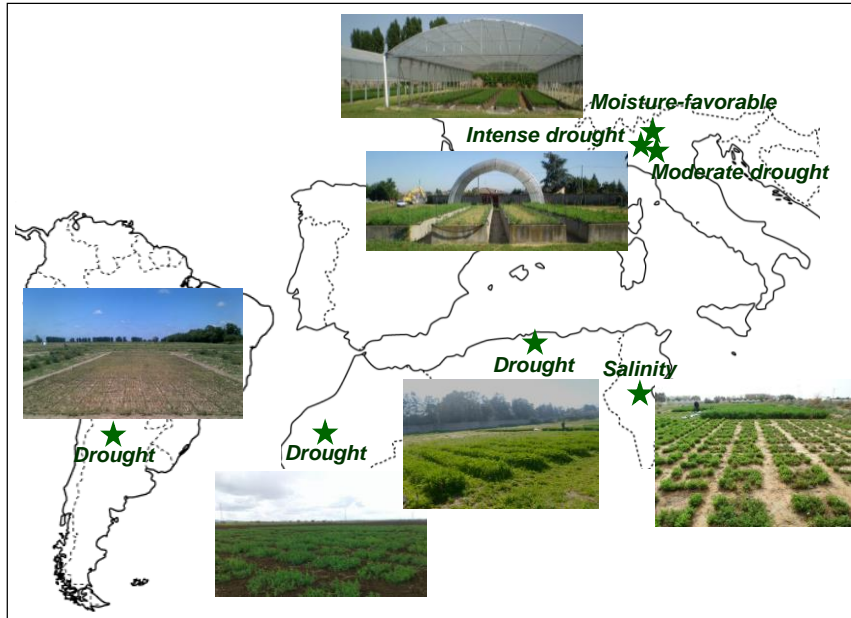 Moisture-favorable
Intense drought
Moderate drought
Drought
Salinity
Drought
Drought